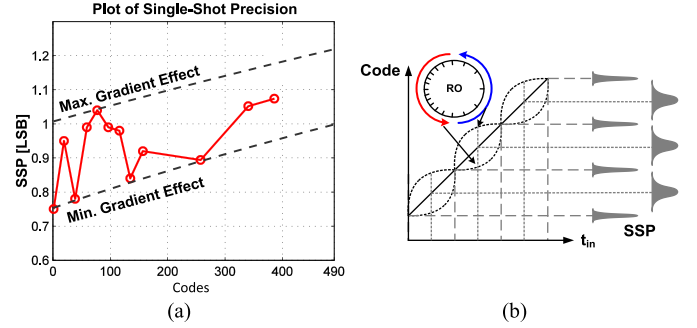 Plot of Single-Shot Precision
SSP [LSB]
1.2
1.1
1
0.9
0.8
0.7
0.6
Max. Gradient Effect
Min. Gradient Effect
0
100
200
300
400
490
Codes
(a)
Code
RO
t_in
SSP
(b)